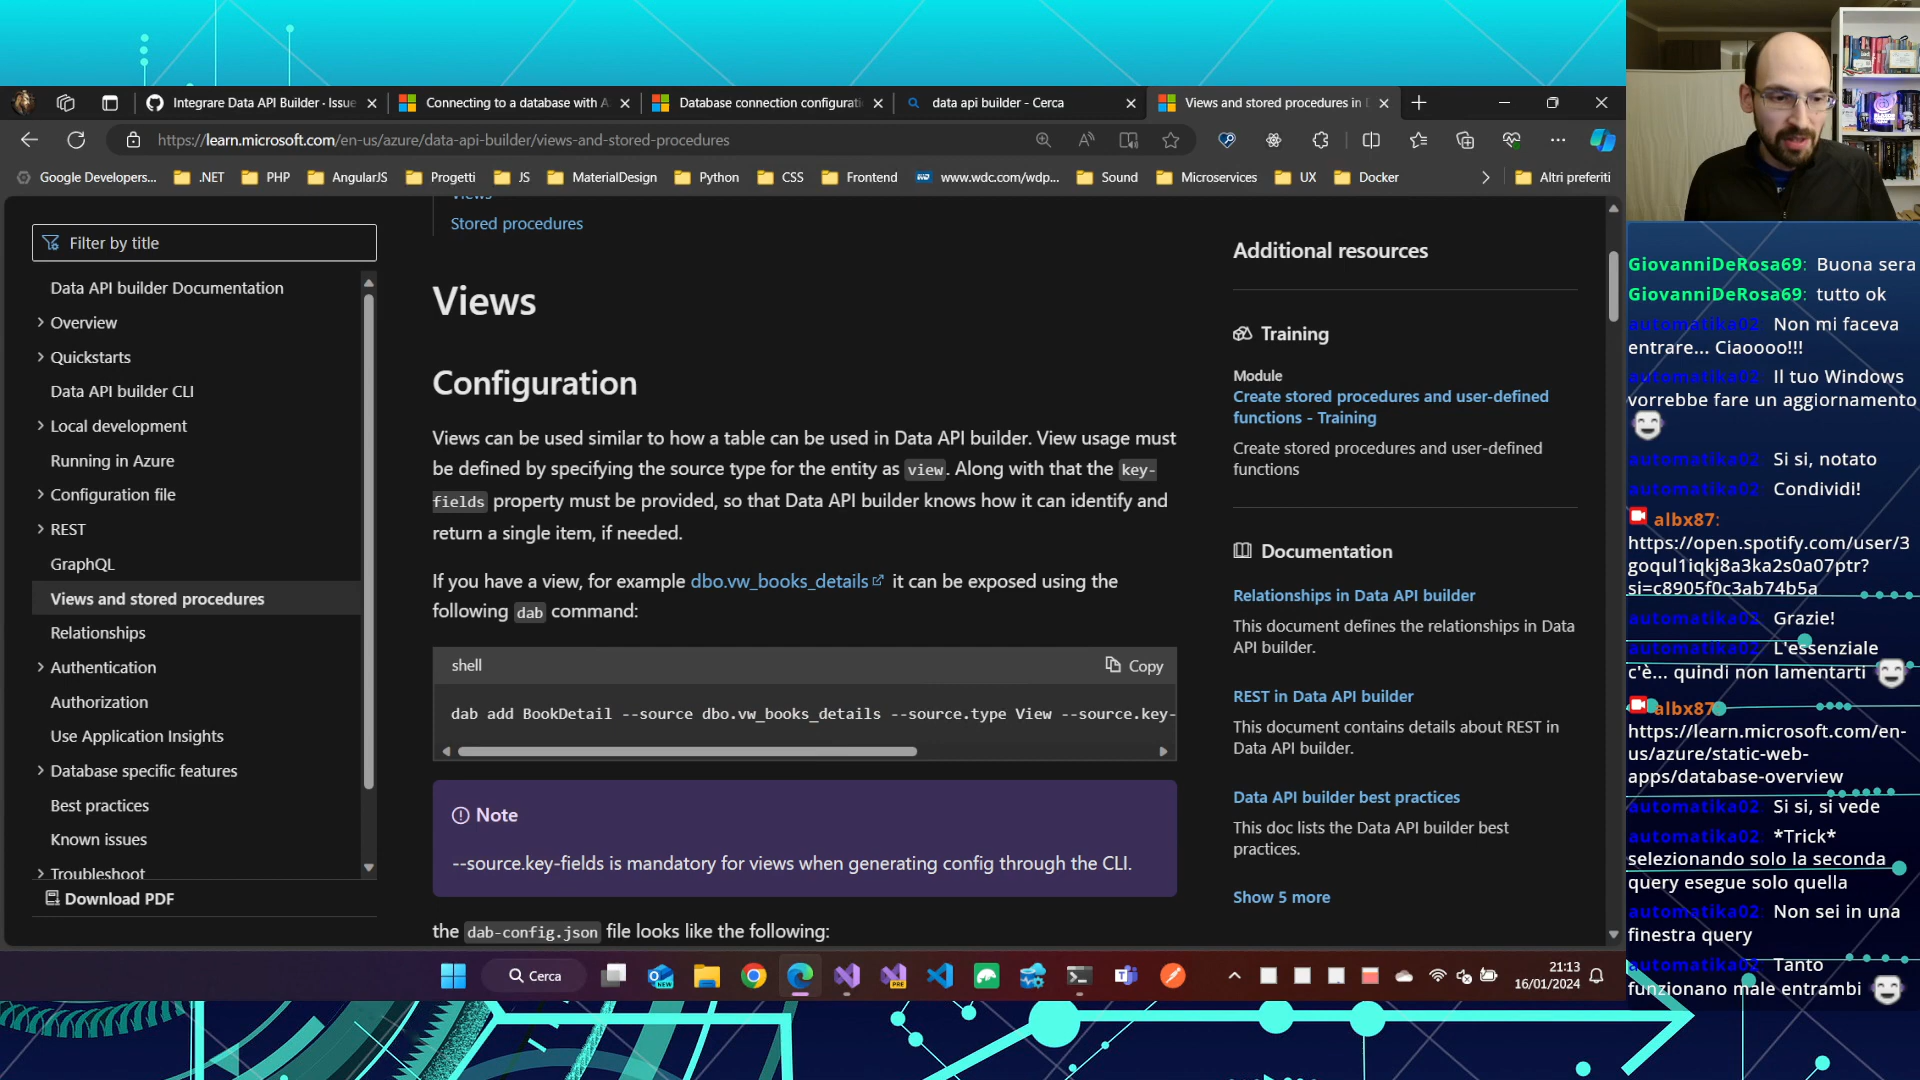 Integrare Data API Builder - Issue
Connecting to a database with A
Database connection configurati
data api builder - Cerca
Views and stored procedures in D
https://learn.microsoft.com/en-us/azure/data-api-builder/views-and-stored-procedures
Google Developers...
.NET
PHP
AngularJS
Progetti
JS
MaterialDesign
Python
CSS
Frontend
www.wdc.com/wdp...
Sound
Microservices
UX
Docker
Altri preferiti
Filter by title
Data API builder Documentation
Overview
Quickstarts
Data API builder CLI
Local development
Running in Azure
Configuration file
REST
GraphQL
Views and stored procedures
Relationships
Authentication
Authorization
Use Application Insights
Database specific features
Best practices
Known issues
Troubleshoot
Download PDF
Views
Stored procedures
Views
Configuration
Views can be used similar to how a table can be used in Data API builder. View usage must
be defined by specifying the source type for the entity as view. Along with that the key-
fields property must be provided, so that Data API builder knows how it can identify and
return a single item, if needed.
If you have a view, for example dbo.vw_books_details it can be exposed using the
following dab command:
shell
Copy
dab add BookDetail --source dbo.vw_books_details --source.type View --source.key-
Note
--source.key-fields is mandatory for views when generating config through the CLI.
the dab-config.json file looks like the following:
Additional resources
Training
Module
Create stored procedures and user-defined
functions - Training
Create stored procedures and user-defined
functions
Documentation
Relationships in Data API builder
This document defines the relationships in Data
API builder.
REST in Data API builder
This document contains details about REST in
Data API builder.
Data API builder best practices
This doc lists the Data API builder best
practices.
Show 5 more
Cerca
NEW
PRE
21:13
16/01/2024
GiovanniDeRosa69: Buona sera
GiovanniDeRosa69: tutto ok
automatika02: Non mi faceva
entrare... Ciaoooo!!!
automatika02: Il tuo Windows
vorrebbe fare un aggiornamento
automatika02: Si si, notato
automatika02: Condividi!
albx87:
https://open.spotify.com/user/3
goqul1iqkj8a3ka2s0a07ptr?
si=c8905f0c3ab74b5a
automatika02: Grazie!
automatika02: L'essenziale
c'è... quindi non lamentarti
albx87:
https://learn.microsoft.com/en-
us/azure/static-web-
apps/database-overview
automatika02: Si si, si vede
automatika02: *Trick*
selezionando solo la seconda
query esegue solo quella
automatika02: Non sei in una
finestra query
automatika02: Tanto
funzionano male entrambi